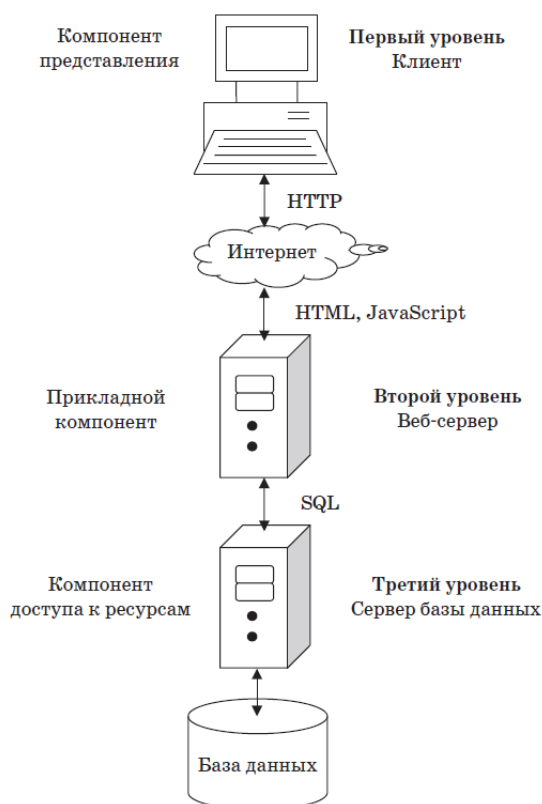 Компонент
представления
Первый уровень
Клиент
HTTP
Интернет
HTML, JavaScript
Прикладной
компонент
Второй уровень
Веб-сервер
SQL
Компонент
доступа к ресурсам
Третий уровень
Сервер базы данных
База данных